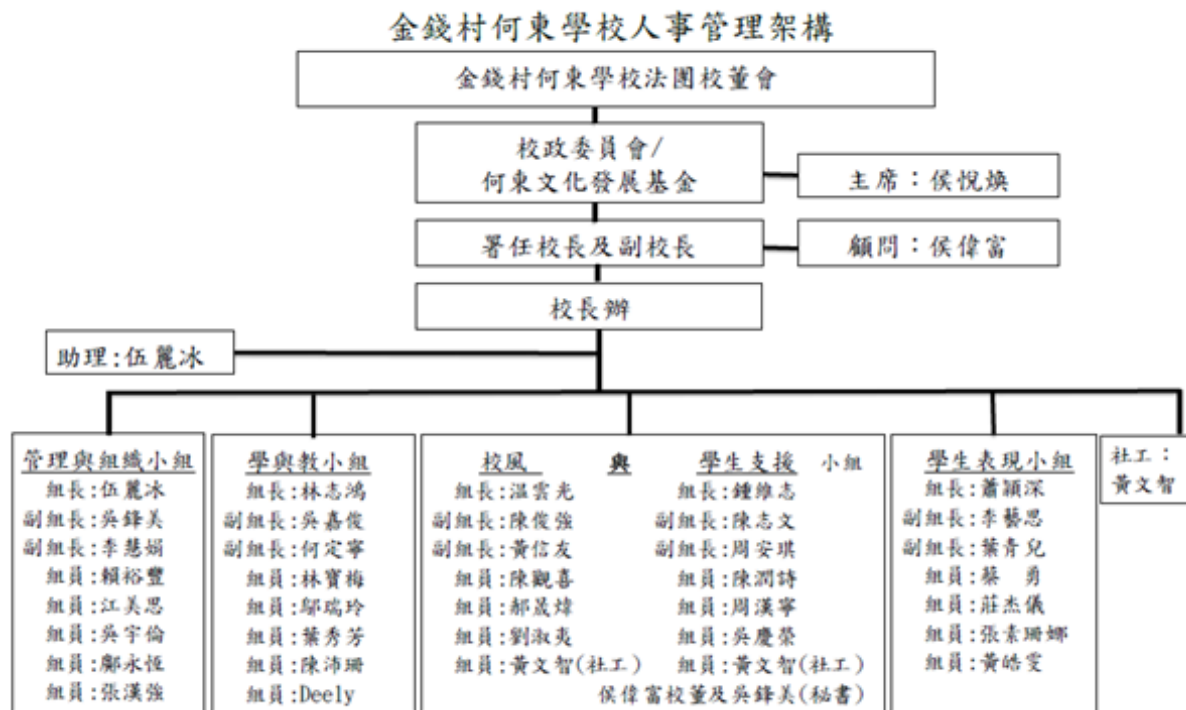 金錢村何東學校人事管理架構
金錢村何東學校法團校董會
校政委員會/
何東文化發展基金
主席：侯悅煥
署任校長及副校長
顧問：侯偉富
校長辦
助理:伍麗冰
管理與組織小組
組長:伍麗冰
副組長:吳鋒美
副組長:李慧娟
組員:賴裕豐
組員:江美思
組員:吳宇倫
組員:鄺永恆
組員:張漢強
學與教小組
組長:林志鴻
副組長:吳嘉俊
副組長:何定寧
組員:林寶梅
組員:鄔瑞玲
組員:葉秀芳
組員:陳沛珊
組員:Deely
校風 與 學生支援 小組
組長:温雲光
副組長:陳俊強
副組長:黃信友
組員:陳觀喜
組員:郝晟煒
組員:劉淑夷
組員:黃文智(社工)
組長:鍾維志
副組長:陳志文
副組長:周安琪
組員:陳潤詩
組員:周漢寧
組員:吳慶榮
組員:黃文智(社工)
侯偉富校董及吳鋒美(秘書)
學生表現小組
組長:蕭穎深
副組長:李藝思
副組長:葉青兒
組員:蔡　勇
組員:莊杰儀
組員:張素珊娜
組員:黃皓雯
社工：
黃文智